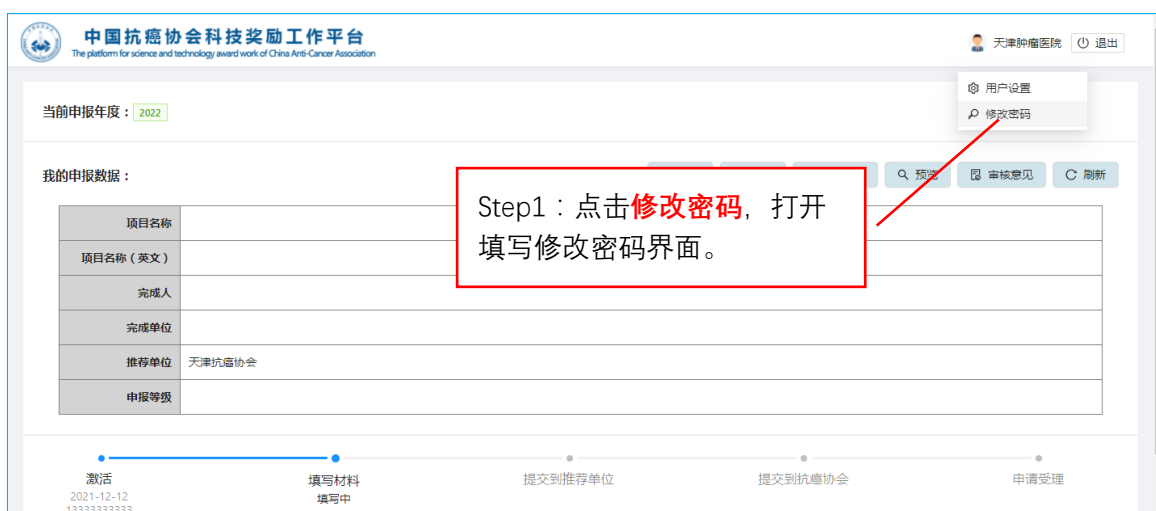 中国抗癌协会科技奖励工作平台
The platform for science and technology award work of China Anti-Cancer Association
天津肿瘤医院 退出
用户设置
修改密码
当前申报年度：2022
我的申报数据：
预览 审核意见 刷新
Step1：点击修改密码，打开
填写修改密码界面。
项目名称
项目名称（英文）
完成人
完成单位
推荐单位 天津抗癌协会
申报等级
激活 填写材料 提交到推荐单位 提交到抗癌协会 申请受理
2021-12-12 填写中
13333333333